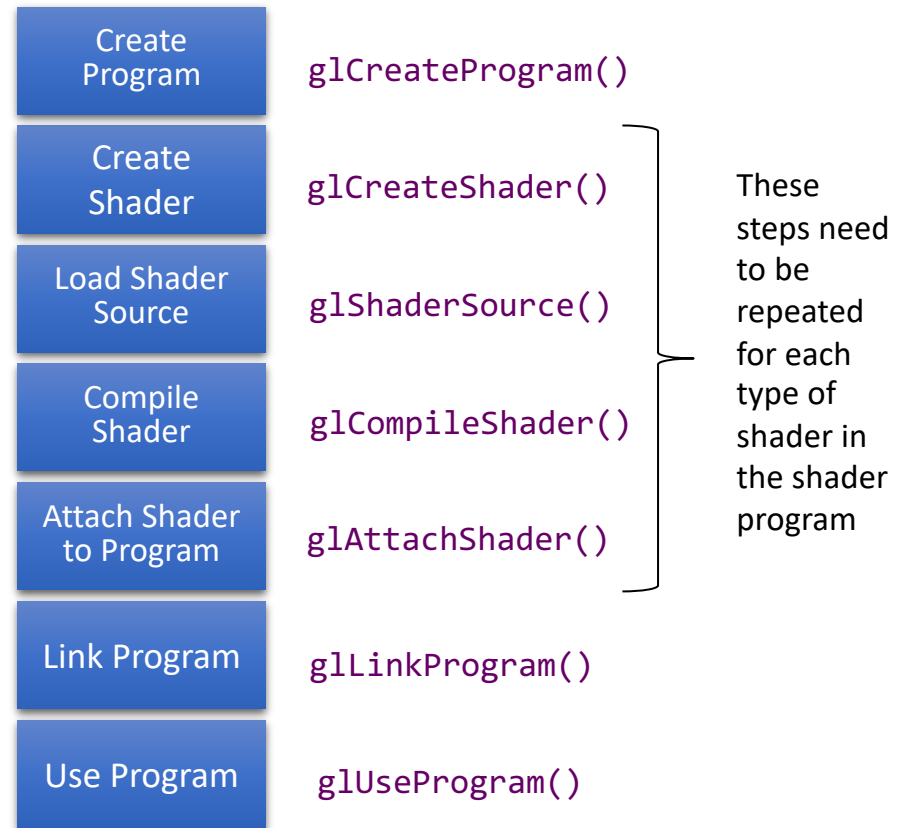 Create
Program
glCreateProgram()
Create
Shader
glCreateShader()
Load Shader
Source
glShaderSource()
Compile
Shader
glCompileShader()
Attach Shader
to Program
glAttachShader()
These
steps need
to be
repeated
for each
type of
shader in
the shader
program
Link Program
glLinkProgram()
Use Program
glUseProgram()